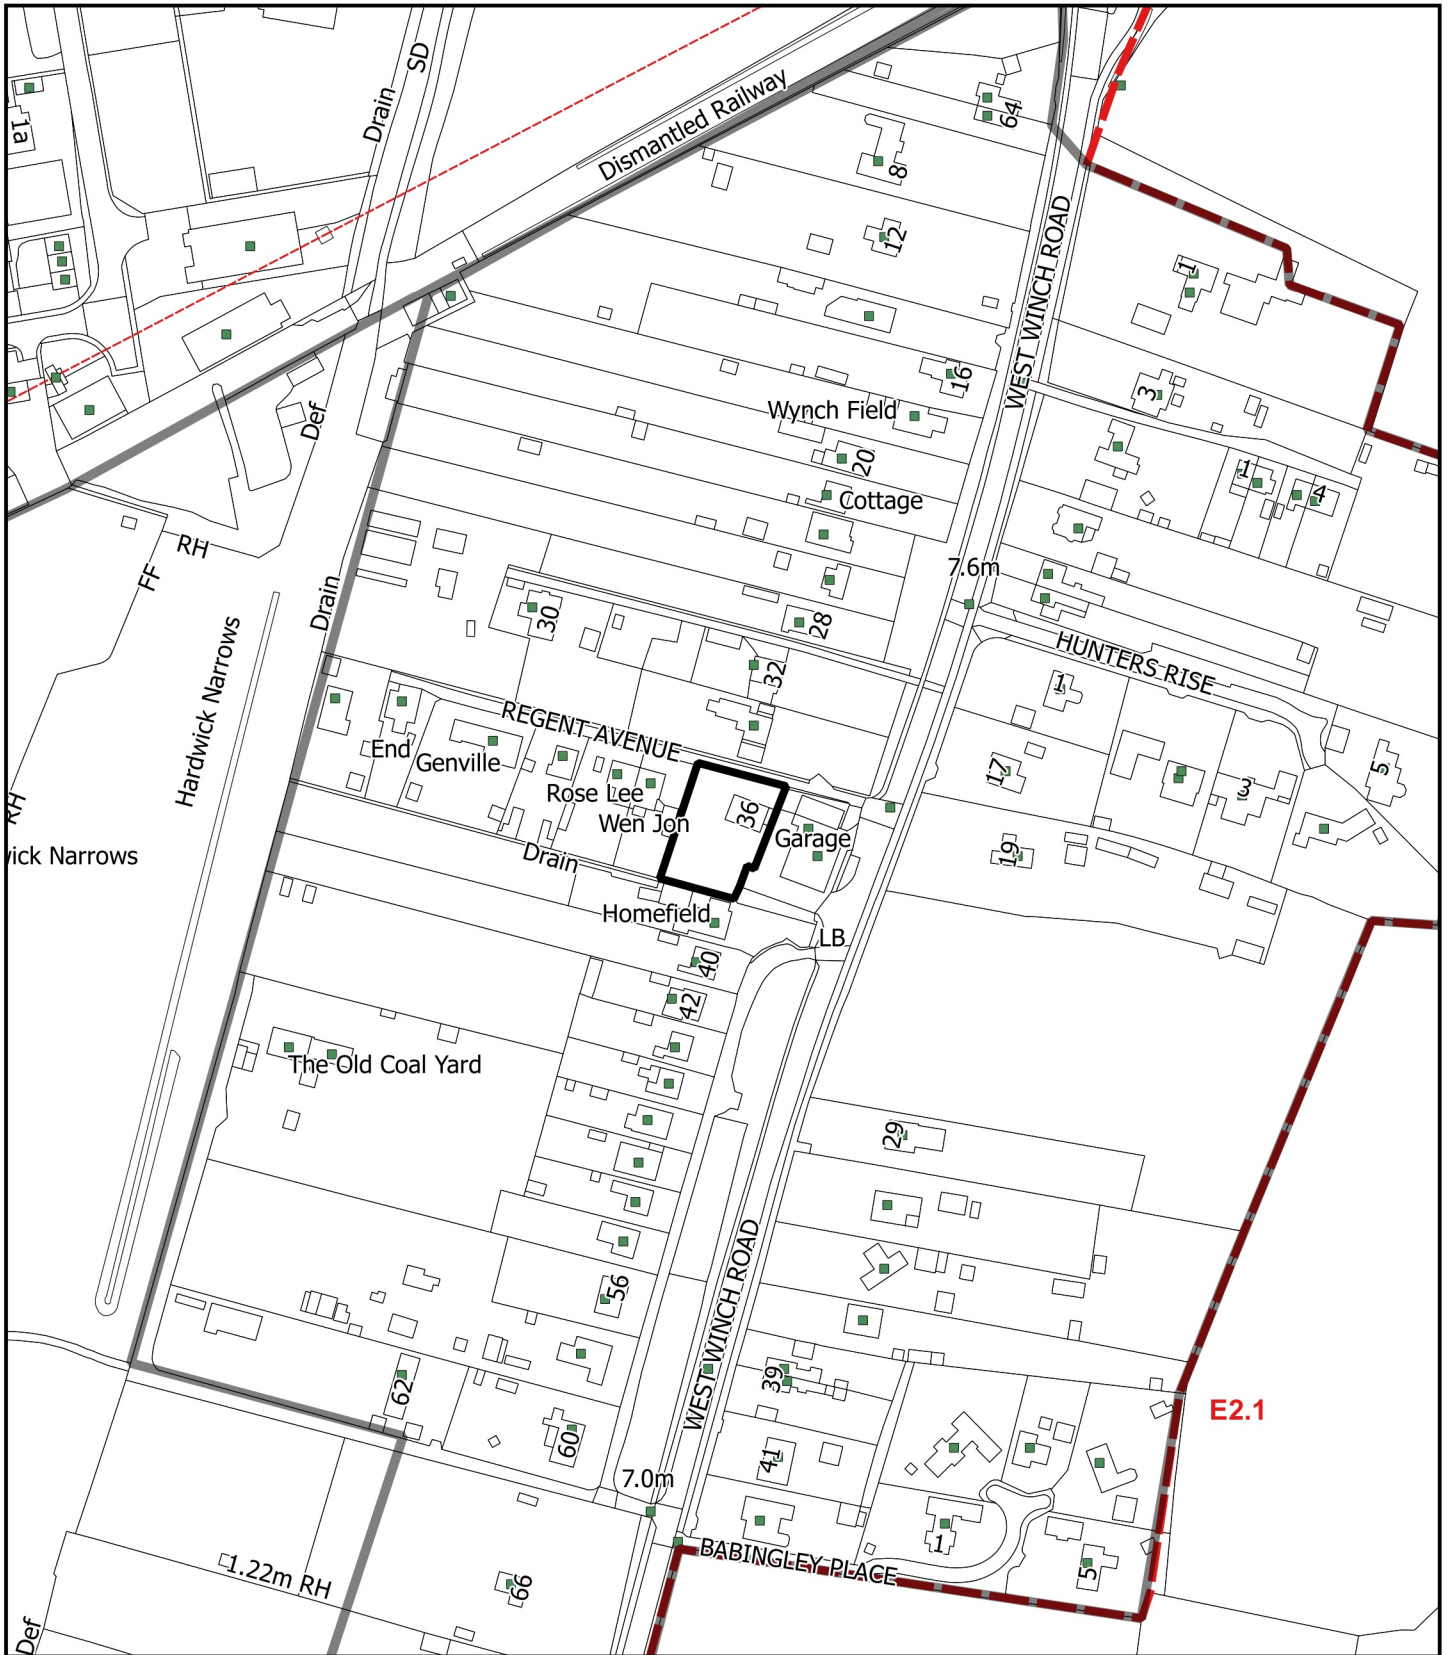 SD
Drain
1a
Dismantled Railway
64
8
12
WEST WINCH ROAD
1
16
3
Wynch Field
Def
20
1
4
Cottage
RH
FF
7.6m
Drain
30
28
Hardwick Narrows
HUNTERS RISE
32
1
REGENT AVENUE
End
Genville
17
5
3
Rose Lee
RH
36
Wen Jon
Garage
Drain
19
wick Narrows
Homefield
LB
40
42
The Old Coal Yard
29
56
WEST WINCH ROAD
39
62
E2.1
60
41
7.0m
1
BABINGLEY PLACE
5
1.22m RH
66
Def